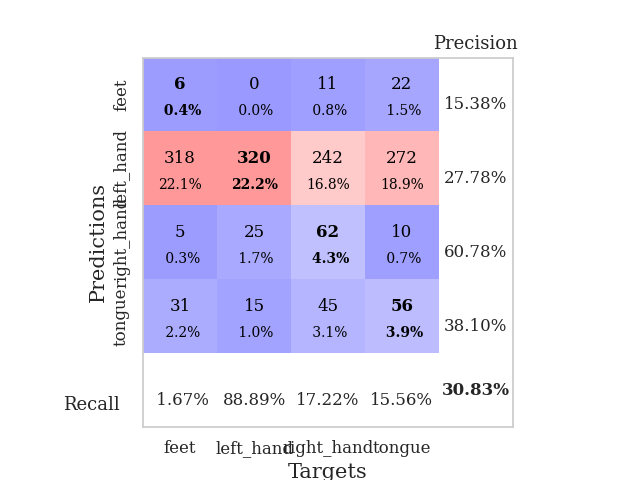 Precision
feet
6 0 11 22
0.4% 0.0% 0.8% 1.5%
15.38%
left_hand
318 320 242 272
22.1% 22.2% 16.8% 18.9%
27.78%
right_hand
5 25 62 10
0.3% 1.7% 4.3% 0.7%
60.78%
tongue
31 15 45 56
2.2% 1.0% 3.1% 3.9%
38.10%
Predictions
Recall
1.67% 88.89% 17.22% 15.56% 30.83%
feet left_hand right_hand tongue
Targets